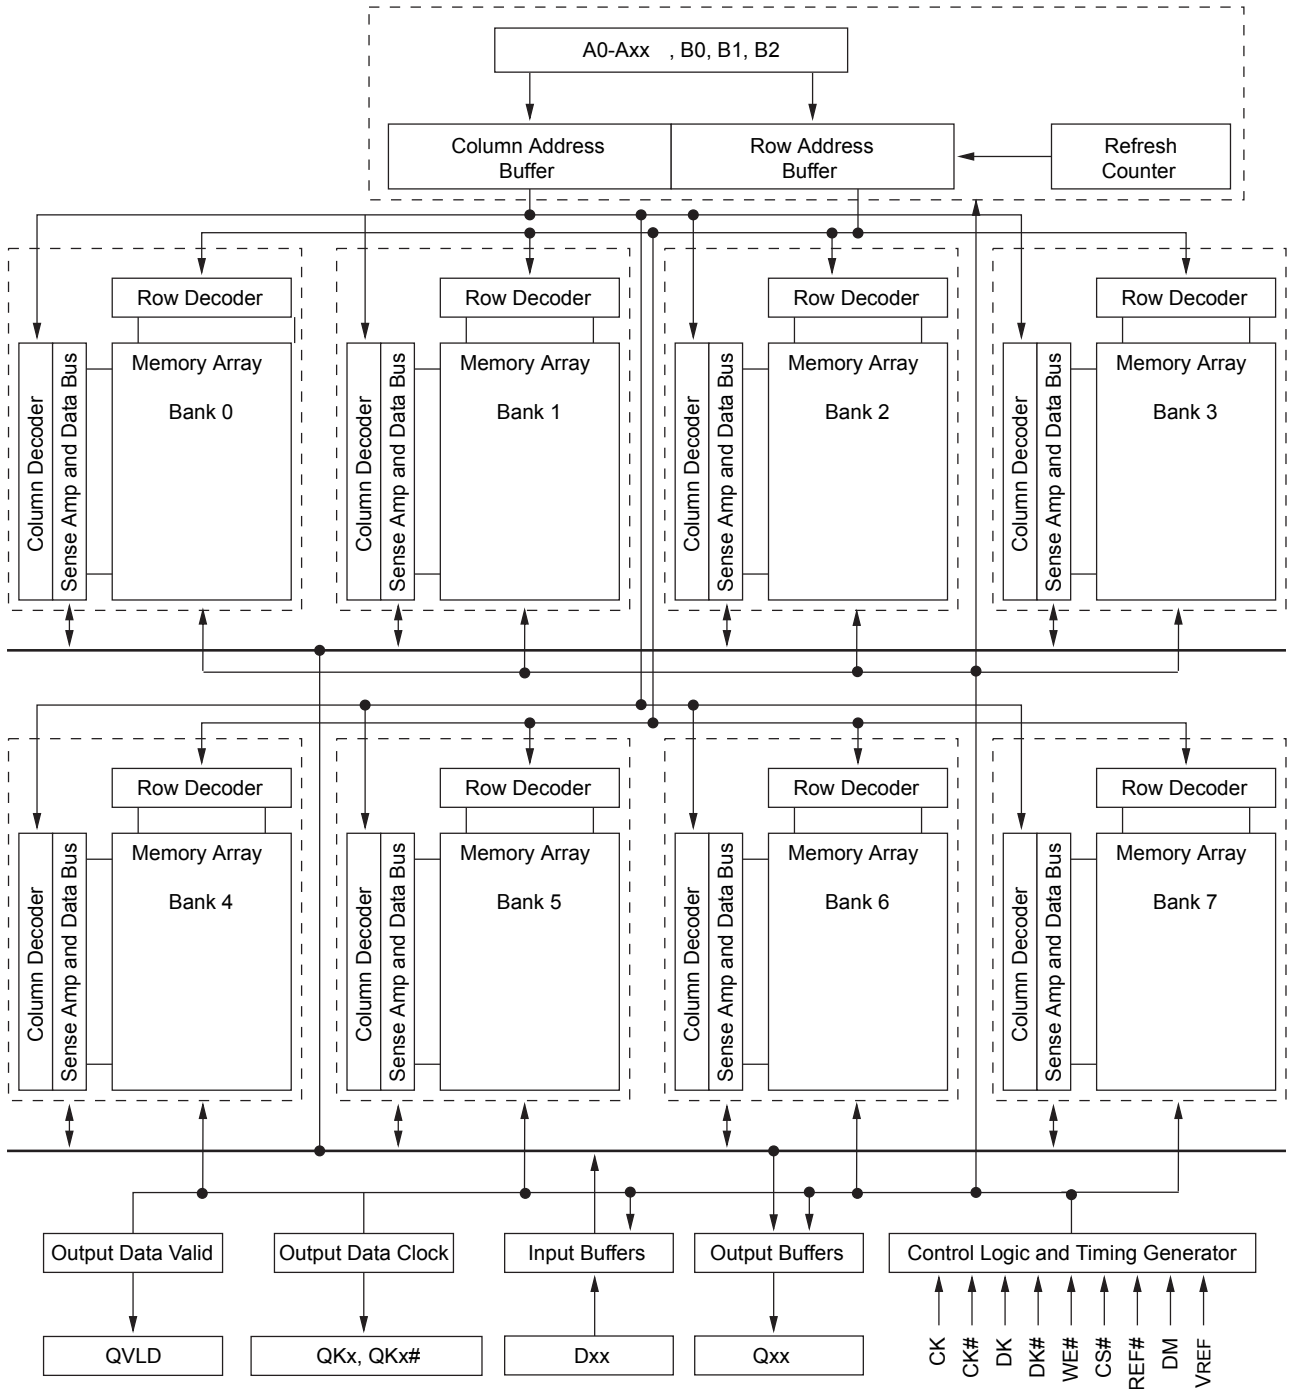 A0-Axx , B0, B1, B2
Column Address
Buffer
Row Address
Buffer
Refresh
Counter
Row Decoder
Row Decoder
Row Decoder
Row Decoder
Column Decoder
Sense Amp and Data Bus
Memory Array
Bank 0
Column Decoder
Sense Amp and Data Bus
Memory Array
Bank 1
Column Decoder
Sense Amp and Data Bus
Memory Array
Bank 2
Column Decoder
Sense Amp and Data Bus
Memory Array
Bank 3
Row Decoder
Row Decoder
Row Decoder
Row Decoder
Column Decoder
Sense Amp and Data Bus
Memory Array
Bank 4
Column Decoder
Sense Amp and Data Bus
Memory Array
Bank 5
Column Decoder
Sense Amp and Data Bus
Memory Array
Bank 6
Column Decoder
Sense Amp and Data Bus
Memory Array
Bank 7
Output Data Valid
Output Data Clock
Input Buffers
Output Buffers
Control Logic and Timing Generator
QVLD
QKx, QKx#
Dxx
Qxx
CK
CK#
DK
DK#
WE#
CS#
REF#
DM
VREF